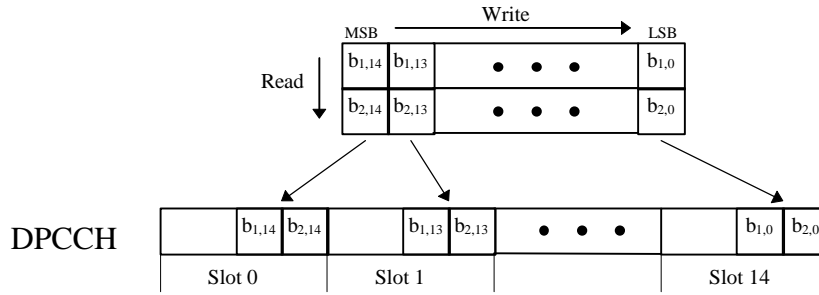 Write
MSB LSB
b1,14 b1,13 • • • b1,0
Read
b2,14 b2,13 • • • b2,0
DPCCH b1,14 b2,14 b1,13 b2,13 • • • b1,0 b2,0
Slot 0 Slot 1 Slot 14